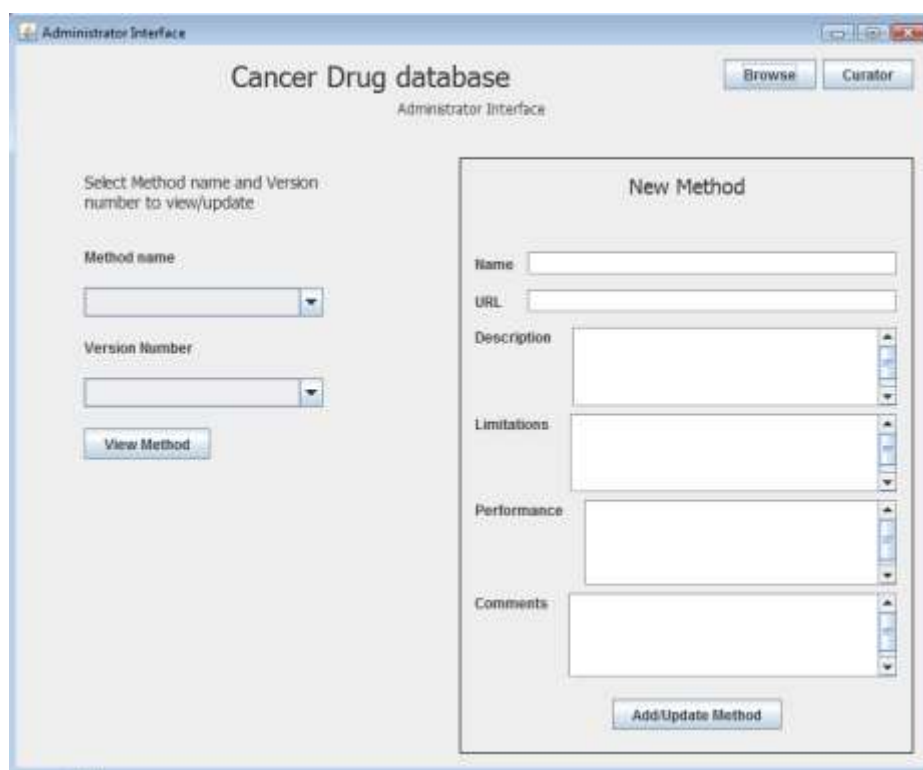 Administrator Interface
Cancer Drug database
Browse
Curator
Administrator Interface
Select Method name and Version
number to view/update
Method name
Version Number
View Method
New Method
Name
URL
Description
Limitations
Performance
Comments
Add/Update Method